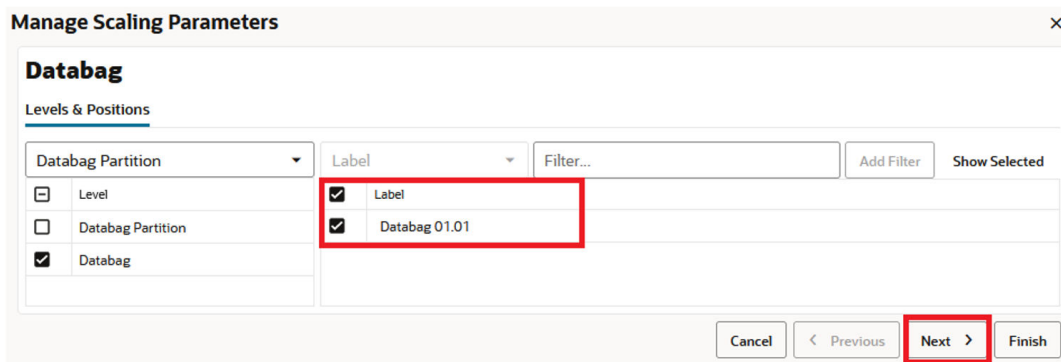 Manage Scaling Parameters
Databag
Levels & Positions
Databag Partition Label Filter... Add Filter Show Selected
Level Label
Databag Partition Databag 01.01
Databag
Cancel Previous Next Finish